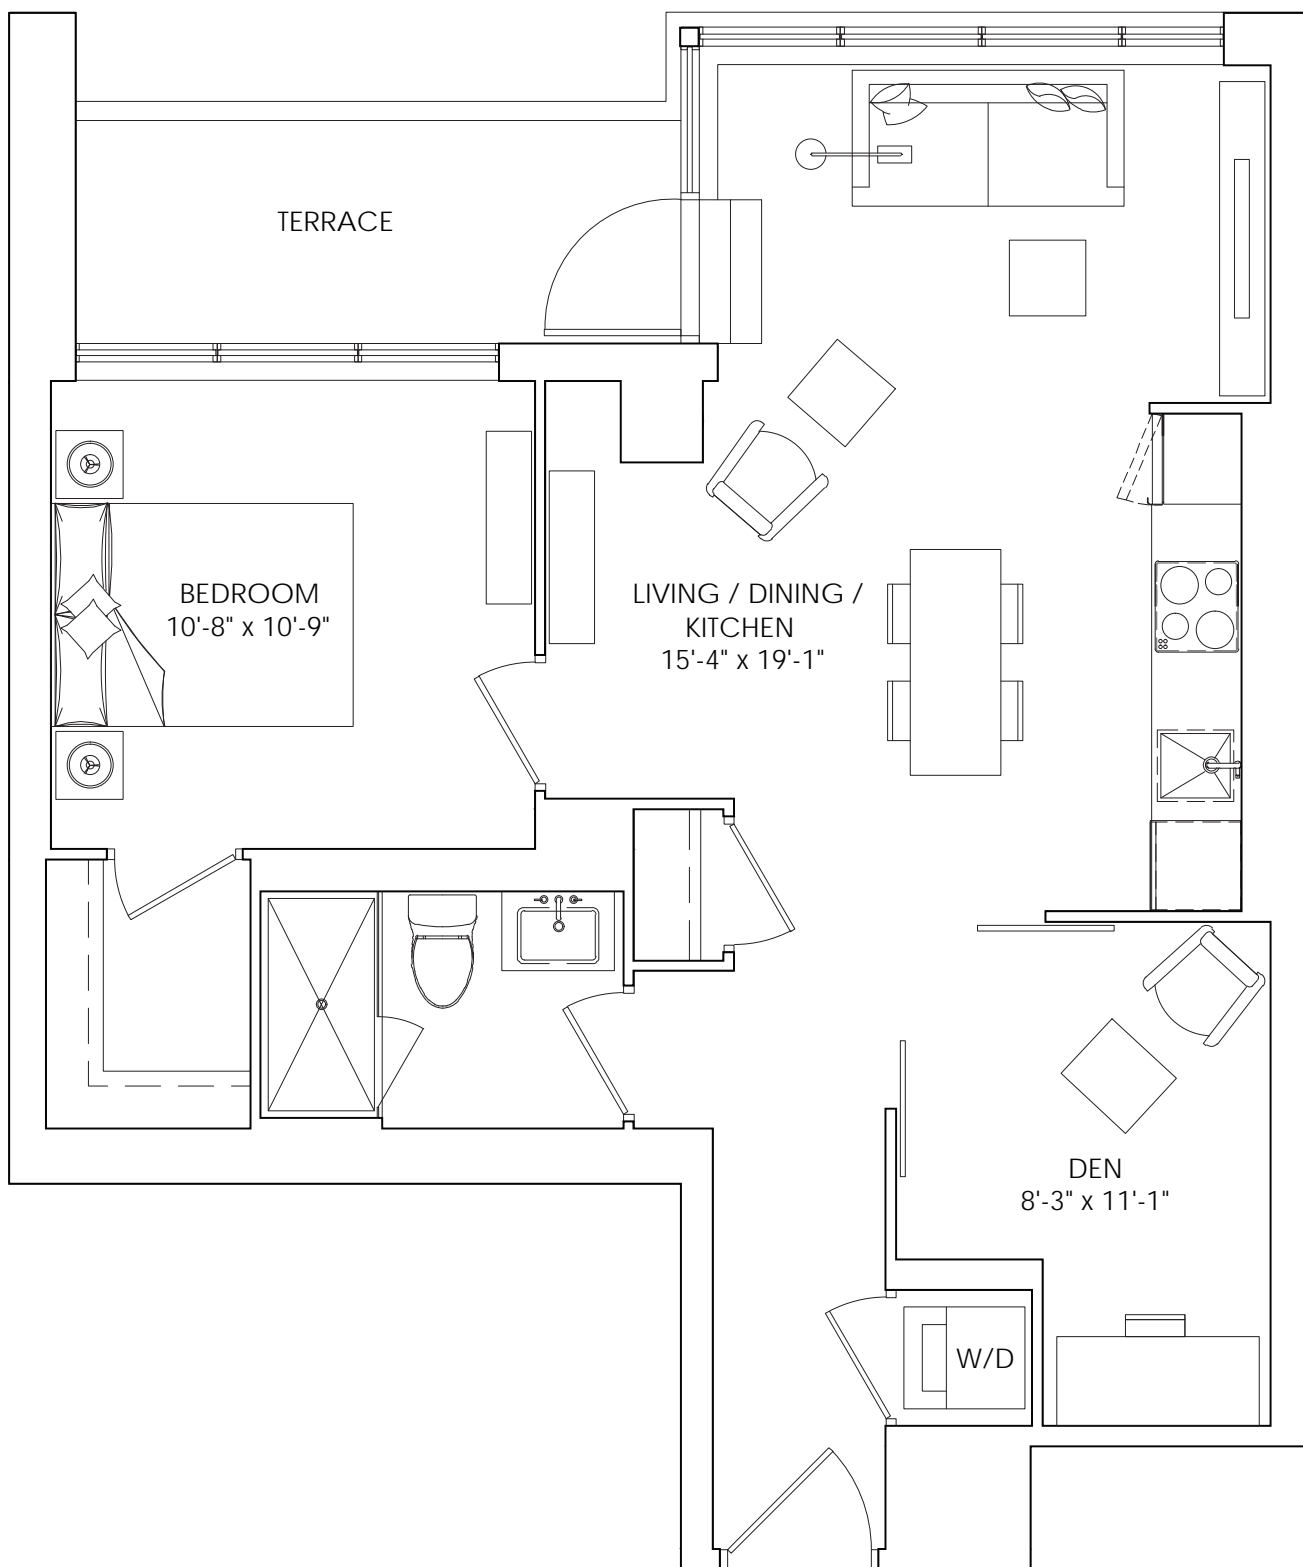 TERRACE
BEDROOM
10'-8" x 10'-9"
LIVING / DINING /
KITCHEN
15'-4" x 19'-1"
DEN
8'-3" x 11'-1"
W/D